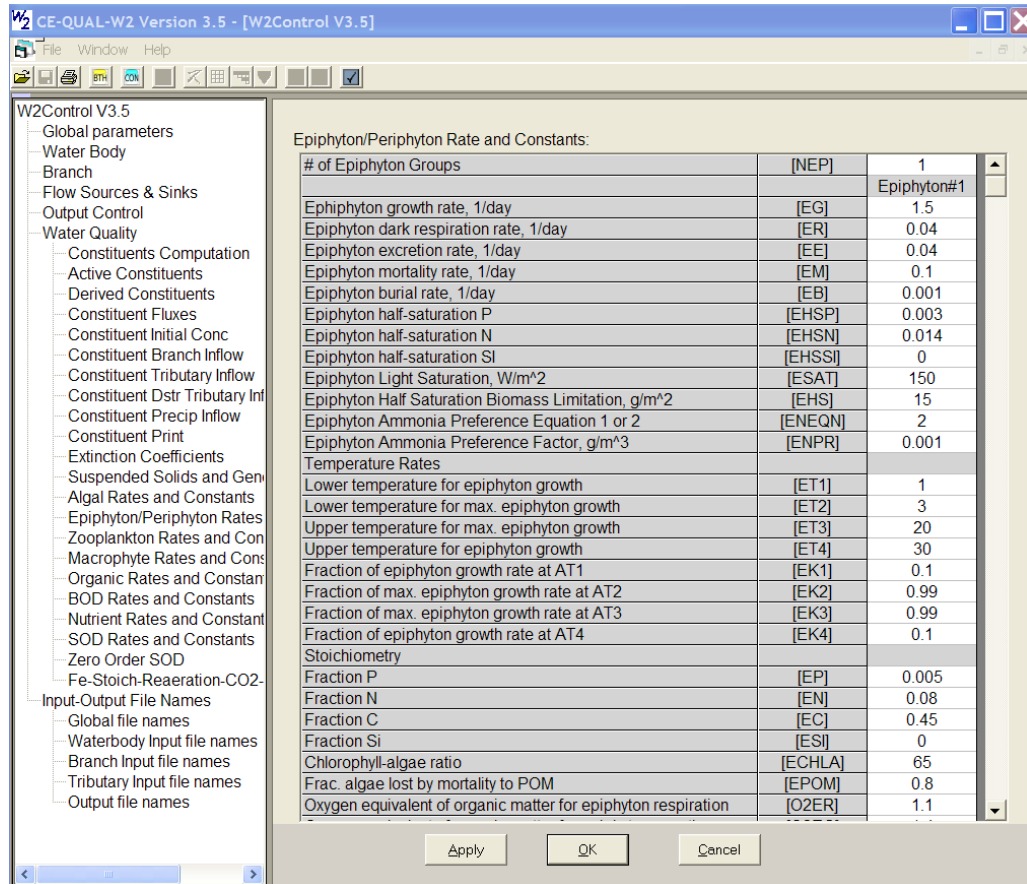 CE-QUAL-W2 Version 3.5 - [W2Control V3.5]
File Window Help
BTH CON
W2Control V3.5
Global parameters
Water Body
Branch
Flow Sources & Sinks
Output Control
Water Quality
Constituents Computation
Active Constituents
Derived Constituents
Constituent Fluxes
Constituent Initial Conc
Constituent Branch Inflow
Constituent Tributary Inflow
Constituent Dstr Tributary Inf
Constituent Precip Inflow
Constituent Print
Extinction Coefficients
Suspended Solids and Gen
Algal Rates and Constants
Epiphyton/Periphyton Rates
Zooplankton Rates and Con
Macrophyte Rates and Cons
Organic Rates and Constan
BOD Rates and Constants
Nutrient Rates and Constant
SOD Rates and Constants
Zero Order SOD
Fe-Stoich-Reaeration-CO2-
Input-Output File Names
Global file names
Waterbody Input file names
Branch Input file names
Tributary Input file names
Output file names
Epiphyton/Periphyton Rate and Constants:
# of Epiphyton Groups [NEP] 1
Epiphyton#1
Ephiphyton growth rate, 1/day [EG] 1.5
Epiphyton dark respiration rate, 1/day [ER] 0.04
Epiphyton excretion rate, 1/day [EE] 0.04
Epiphyton mortality rate, 1/day [EM] 0.1
Epiphyton burial rate, 1/day [EB] 0.001
Epiphyton half-saturation P [EHSP] 0.003
Epiphyton half-saturation N [EHSN] 0.014
Epiphyton half-saturation SI [EHSSI] 0
Epiphyton Light Saturation, W/m^2 [ESAT] 150
Epiphyton Half Saturation Biomass Limitation, g/m^2 [EHS] 15
Epiphyton Ammonia Preference Equation 1 or 2 [ENEQN] 2
Epiphyton Ammonia Preference Factor, g/m^3 [ENPR] 0.001
Temperature Rates
Lower temperature for epiphyton growth [ET1] 1
Lower temperature for max. epiphyton growth [ET2] 3
Upper temperature for max. epiphyton growth [ET3] 20
Upper temperature for epiphyton growth [ET4] 30
Fraction of epiphyton growth rate at AT1 [EK1] 0.1
Fraction of max. epiphyton growth rate at AT2 [EK2] 0.99
Fraction of max. epiphyton growth rate at AT3 [EK3] 0.99
Fraction of epiphyton growth rate at AT4 [EK4] 0.1
Stoichiometry
Fraction P [EP] 0.005
Fraction N [EN] 0.08
Fraction C [EC] 0.45
Fraction Si [ESI] 0
Chlorophyll-algae ratio [ECHLA] 65
Frac. algae lost by mortality to POM [EPOM] 0.8
Oxygen equivalent of organic matter for epiphyton respiration [O2ER] 1.1
Apply OK Cancel